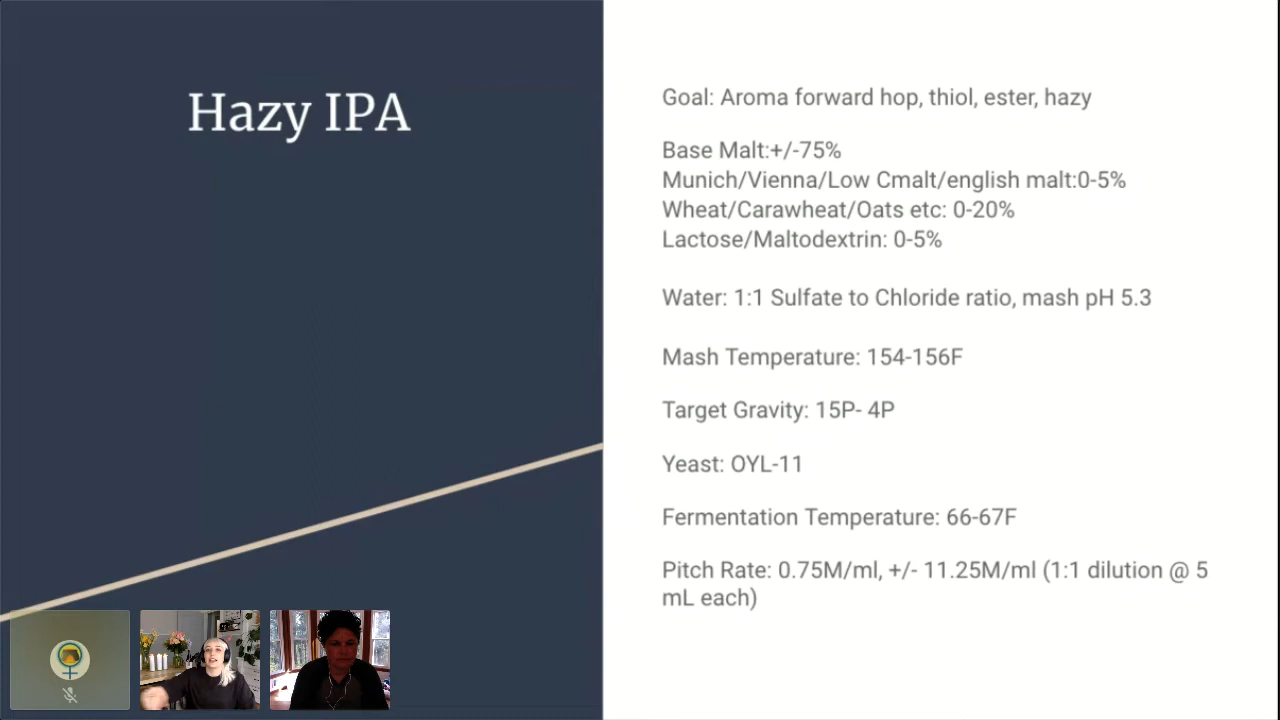 Hazy IPA
Goal: Aroma forward hop, thiol, ester, hazy
Base Malt:+/-75%
Munich/Vienna/Low Cmalt/english malt:0-5%
Wheat/Carawheat/Oats etc: 0-20%
Lactose/Maltodextrin: 0-5%
Water: 1:1 Sulfate to Chloride ratio, mash pH 5.3
Mash Temperature: 154-156F
Target Gravity: 15P- 4P
Yeast: OYL-11
Fermentation Temperature: 66-67F
Pitch Rate: 0.75M/ml, +/- 11.25M/ml (1:1 dilution @ 5
mL each)